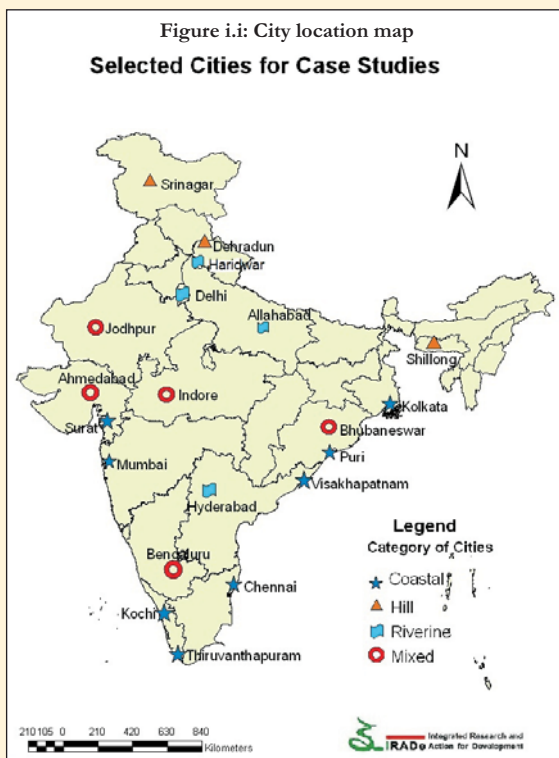 Figure i.i: City location map
Selected Cities for Case Studies
N
Srinagar
Dehradun
Haridwar
Delhi
Allahabad
Jodhpur
Shillong
Ahmedabad
Indore
Kolkata
Surat
Bhubaneswar
Puri
Mumbai
Visakhapatnam
Hyderabad
Bengaluru
Chennai
Kochi
Thiruvanthapuram
Legend
Category of Cities
Coastal
Hill
Riverine
Mixed
210 105 0 210 420 630 840
Kilometers
IRADe Integrated Research and
Action for Development